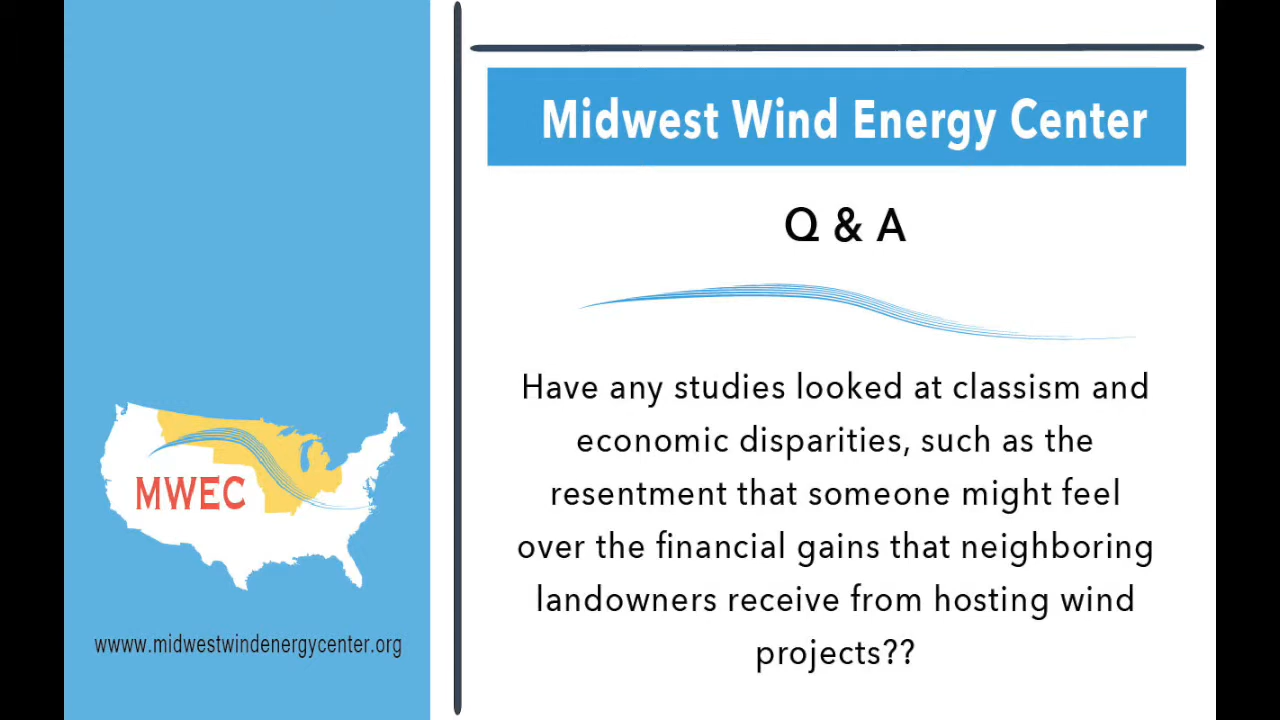 Midwest Wind Energy Center
Q & A
Have any studies looked at classism and
economic disparities, such as the
resentment that someone might feel
over the financial gains that neighboring
landowners receive from hosting wind
projects??
MWEC
www.midwestwindenergycenter.org